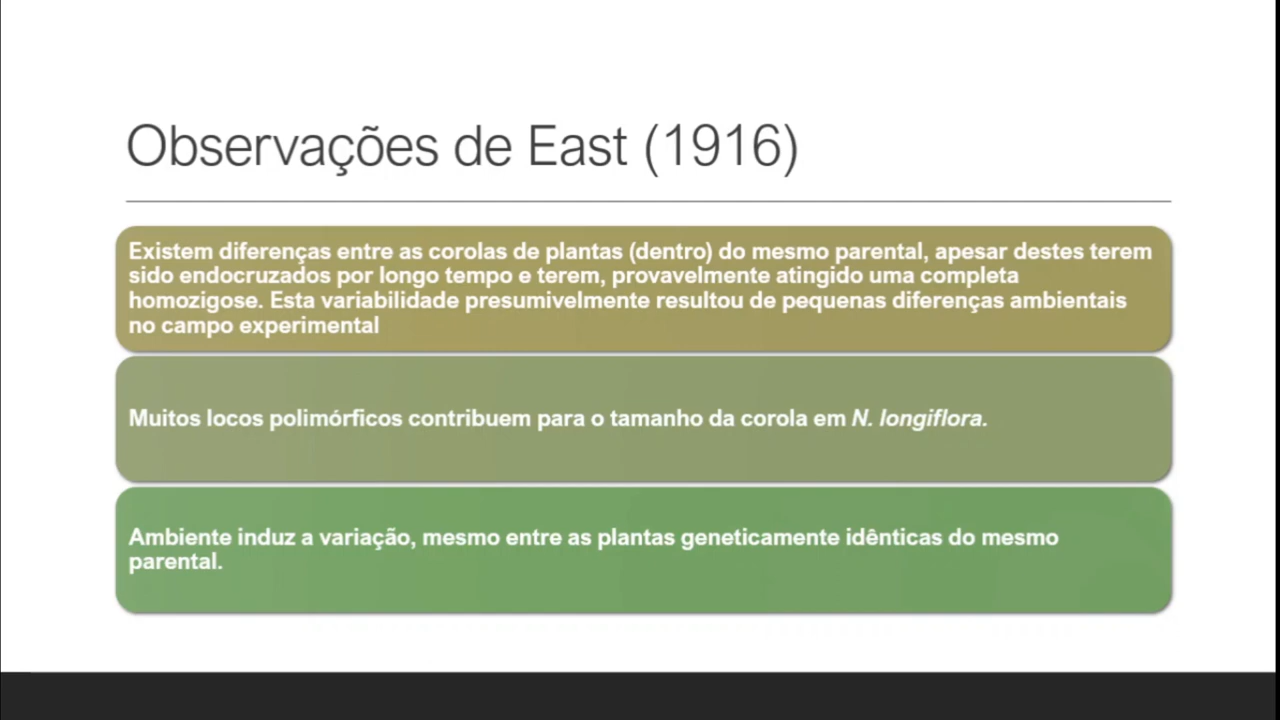 Observações de East (1916)
Existem diferenças entre as corolas de plantas (dentro) do mesmo parental, apesar destes terem
sido endocruzados por longo tempo e terem, provavelmente atingido uma completa
homozigose. Esta variabilidade presumivelmente resultou de pequenas diferenças ambientais
no campo experimental
Muitos locos polimórficos contribuem para o tamanho da corola em N. longiflora.
Ambiente induz a variação, mesmo entre as plantas geneticamente idênticas do mesmo
parental.